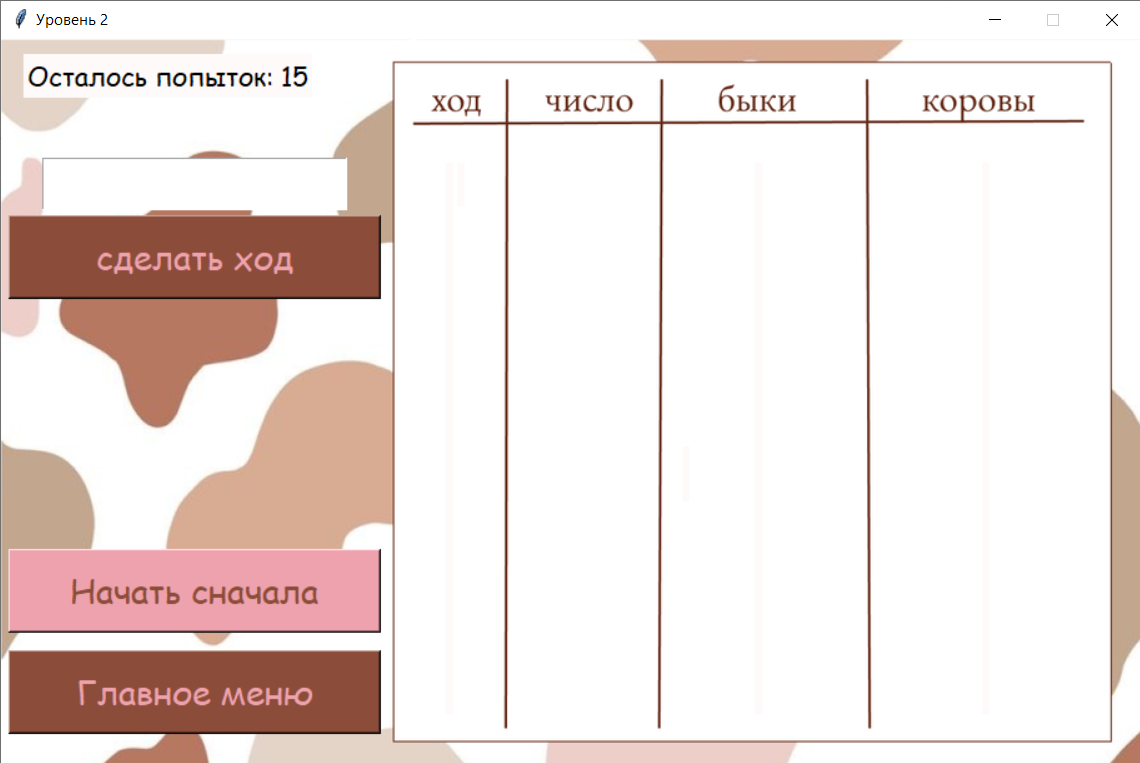 Уровень 2
Осталось попыток: 15
ход число быки коровы
сделать ход
Начать сначала
Главное меню